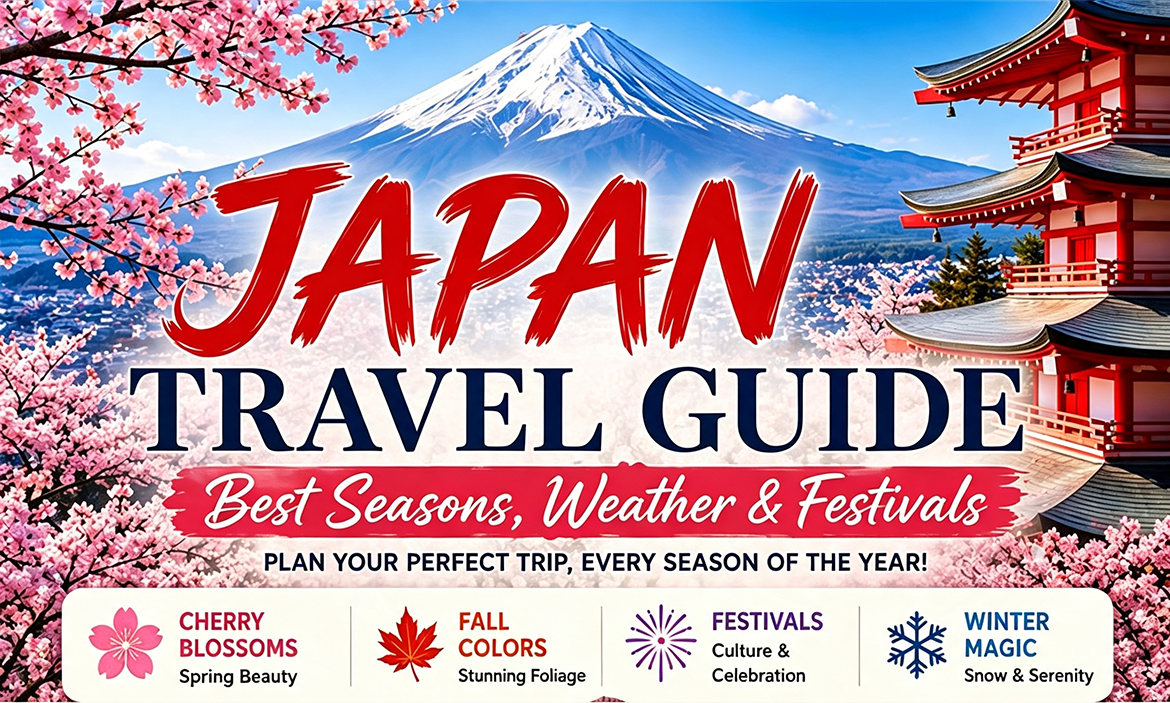 JAPAN
TRAVEL GUIDE
Best Seasons, Weather & Festivals
PLAN YOUR PERFECT TRIP, EVERY SEASON OF THE YEAR!
CHERRY
BLOSSOMS
Spring Beauty
FALL
COLORS
Stunning Foliage
FESTIVALS
Culture &
Celebration
WINTER
MAGIC
Snow & Serenity